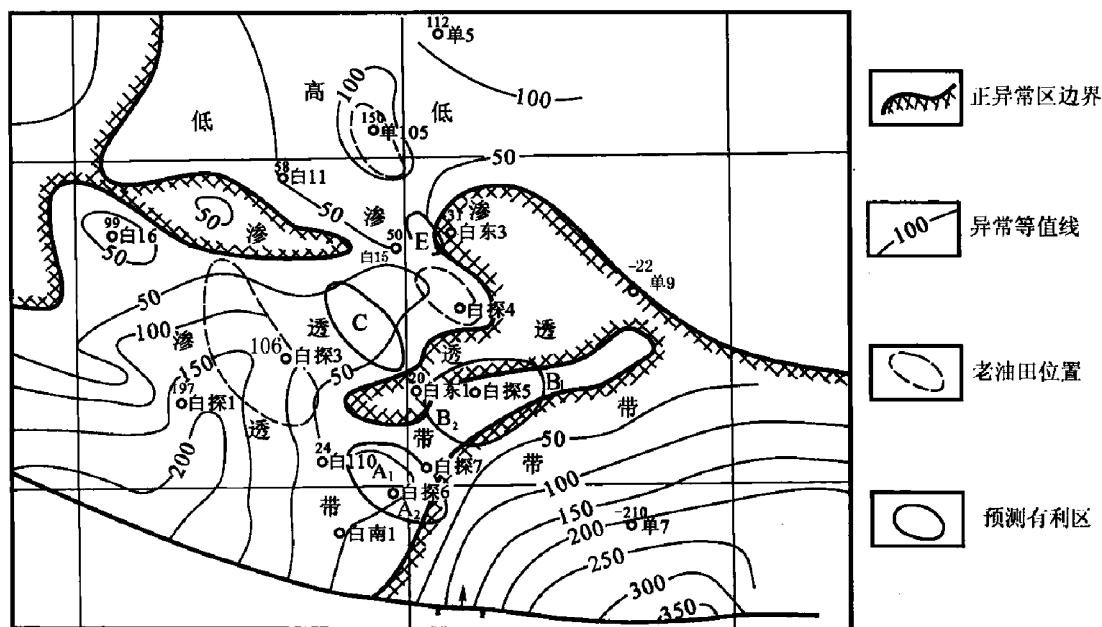 112
单5
高
100
100
低
150
单105
低
50
58
白11
渗
50
渗
31
白东3
50
渗
E
99
白16
50
50
白15
-22
单9
50
C
白探4
100
透
透
渗
106
白探3
透
150
50
197
白探1
20
白东1
白探5
B1
透
B2
带
带
50
200
24
白110
A1
白探7
带
100
白探6
A2
150
带
白南1
200
-210
单7
250
300
350
正异常区边界
100
异常等值线
老油田位置
预测有利区